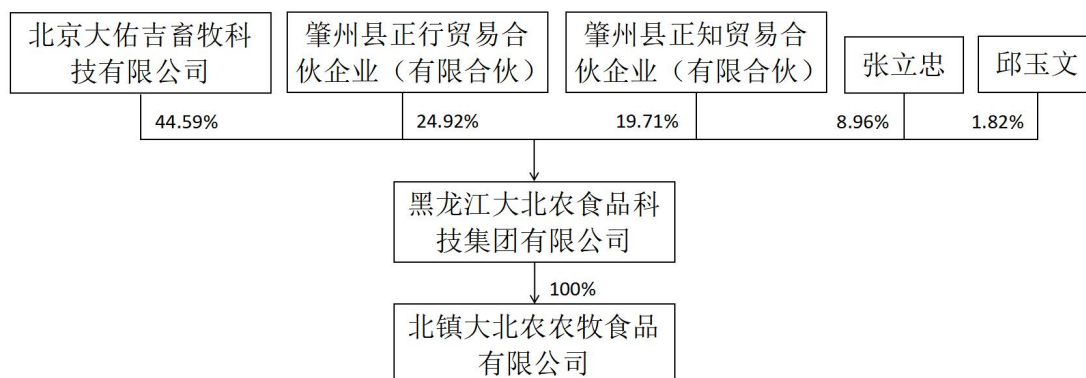 北京大佑吉畜牧科
技有限公司
肇州县正行贸易合
伙企业（有限合伙）
肇州县正知贸易合
伙企业（有限合伙）
张立忠
邱玉文
44.59%
24.92%
19.71%
8.96%
1.82%
黑龙江大北农食品科
技集团有限公司
100%
北镇大北农农牧食品
有限公司